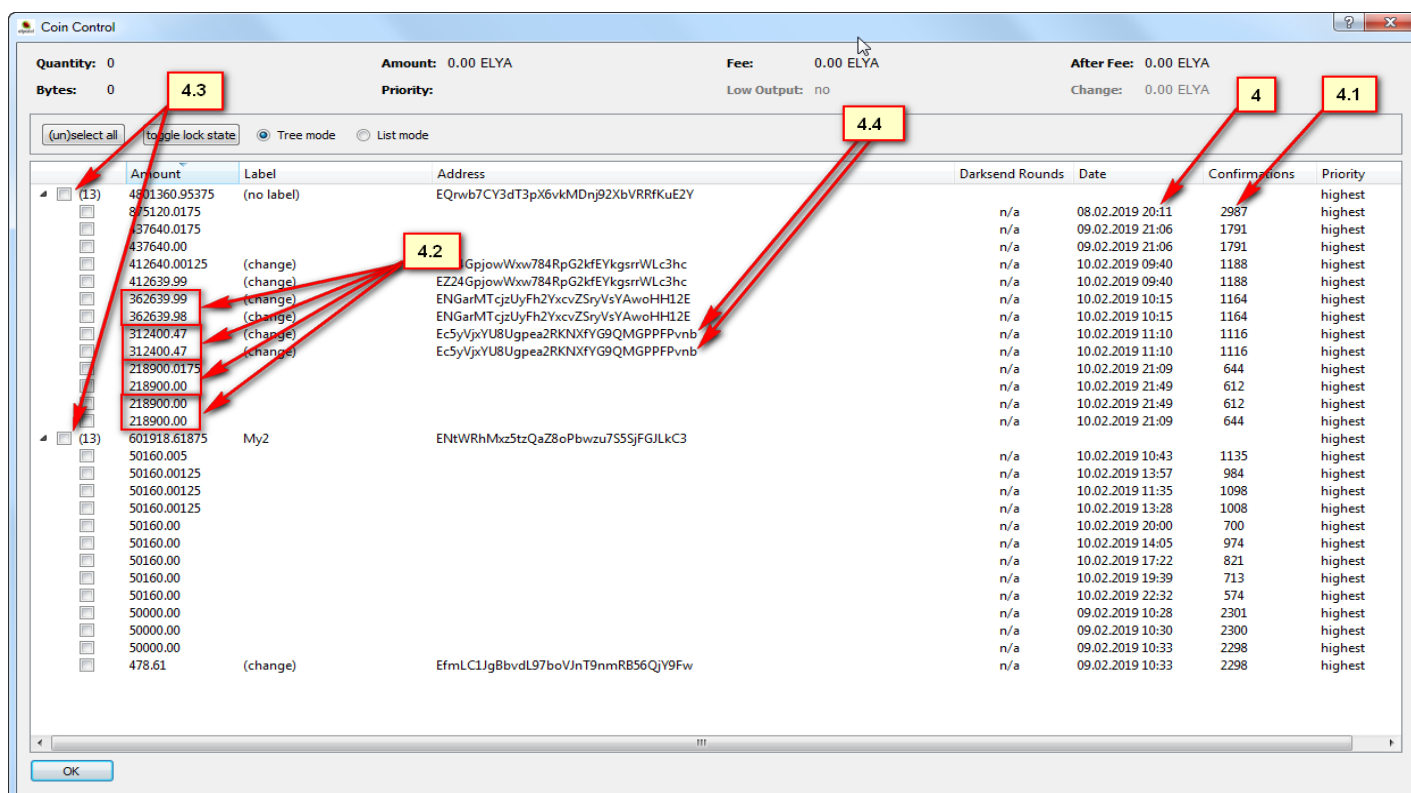 Coin Control
Quantity: 0 Amount: 0.00 ELYA Fee: 0.00 ELYA After Fee: 0.00 ELYA
Bytes: 0 Priority: Low Output: no Change: 0.00 ELYA
4.3
4
4.1
4.4
(un)select all toggle lock state Tree mode List mode
Amount Label Address Darksend Rounds Date Confirmations Priority
(13) 4801360.95375 (no label) EQrwb7CY3dT3pX6vkMDnj92XbVRRfKuE2Y highest
875120.0175 n/a 08.02.2019 20:11 2987 highest
437640.0175 n/a 09.02.2019 21:06 1791 highest
437640.00 n/a 09.02.2019 21:06 1791 highest
4.2
412640.00125 (change) EZ24GpjowWxw784RpG2kfEYkgsrrWLc3hc n/a 10.02.2019 09:40 1188 highest
412639.99 (change) EZ24GpjowWxw784RpG2kfEYkgsrrWLc3hc n/a 10.02.2019 09:40 1188 highest
362639.99 (change) ENGarMTcjzUyFh2YxcvZSryVsYAwoHH12E n/a 10.02.2019 10:15 1164 highest
362639.98 (change) ENGarMTcjzUyFh2YxcvZSryVsYAwoHH12E n/a 10.02.2019 10:15 1164 highest
312400.47 (change) Ec5yVjxYU8Ugpea2RKNXfYG9QMGPPFPvnb n/a 10.02.2019 11:10 1116 highest
312400.47 (change) Ec5yVjxYU8Ugpea2RKNXfYG9QMGPPFPvnb n/a 10.02.2019 11:10 1116 highest
218900.0175 n/a 10.02.2019 21:09 644 highest
218900.00 n/a 10.02.2019 21:49 612 highest
218900.00 n/a 10.02.2019 21:49 612 highest
218900.00 n/a 10.02.2019 21:09 644 highest
(13) 601918.61875 My2 ENtWRhMxz5tzQaZ8oPbwzu7S5SjFGJLkC3 highest
50160.005 n/a 10.02.2019 10:43 1135 highest
50160.00125 n/a 10.02.2019 13:57 984 highest
50160.00125 n/a 10.02.2019 11:35 1098 highest
50160.00125 n/a 10.02.2019 13:28 1008 highest
50160.00 n/a 10.02.2019 20:00 700 highest
50160.00 n/a 10.02.2019 14:05 974 highest
50160.00 n/a 10.02.2019 17:22 821 highest
50160.00 n/a 10.02.2019 19:39 713 highest
50160.00 n/a 10.02.2019 22:32 574 highest
50000.00 n/a 09.02.2019 10:28 2301 highest
50000.00 n/a 09.02.2019 10:30 2300 highest
50000.00 n/a 09.02.2019 10:33 2298 highest
478.61 (change) EfmLC1JgBbvdL97boVJnT9nmRB56QjY9Fw n/a 09.02.2019 10:33 2298 highest
OK